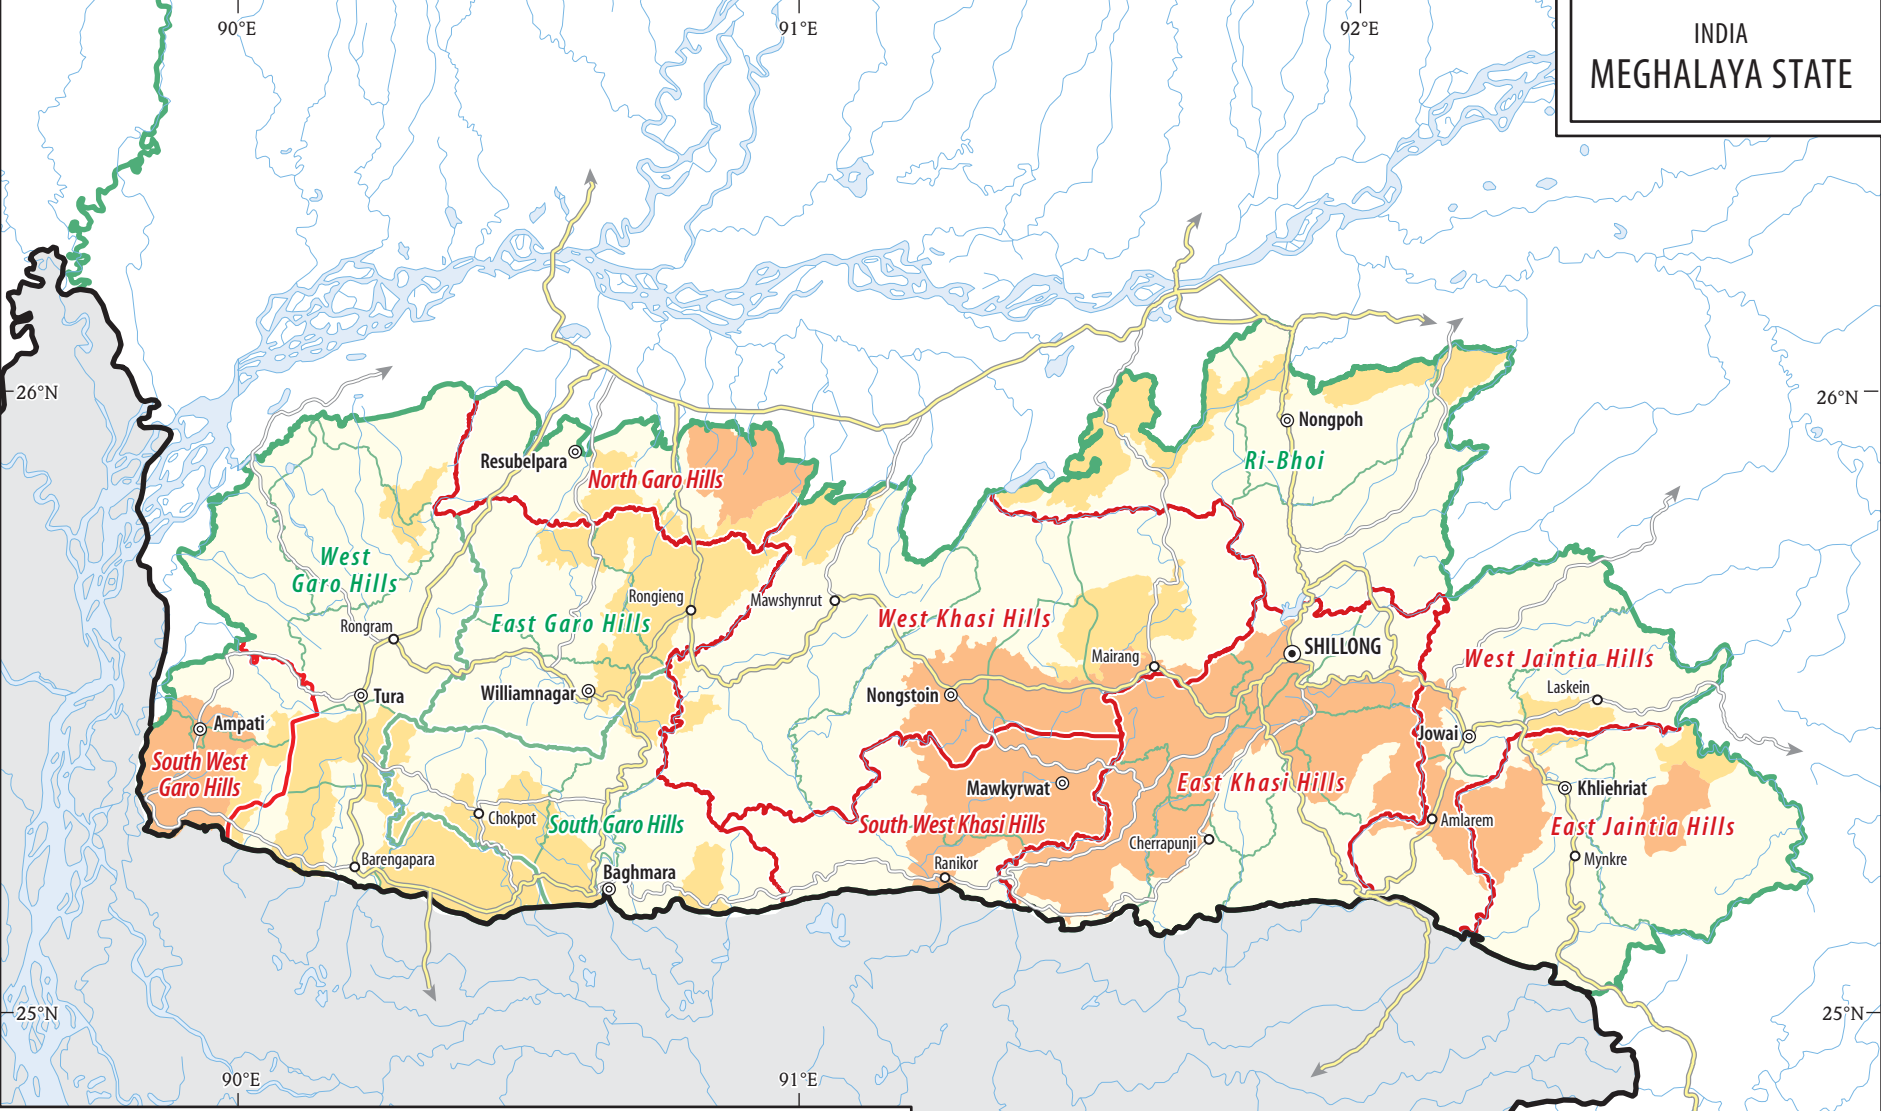 90°E
91°E
92°E
INDIA
MEGHALAYA STATE
26°N
26°N
Nongpoh
Resubelpara
Ri-Bhoi
North Garo Hills
West
Garo Hills
Rongieng
Mawshynrut
East Garo Hills
West Khasi Hills
Rongram
SHILLONG
Mairang
West Jaintia Hills
Laskein
Tura
Williamnagar
Nongstoin
Ampati
Jowai
South West
Garo Hills
Mawkyrwat
East Khasi Hills
Khliehriat
Chokpot
South Garo Hills
South West Khasi Hills
Amlarem
East Jaintia Hills
Cherrapunji
Barengapara
Baghmara
Ranikor
Mynkre
25°N
25°N
90°E
91°E